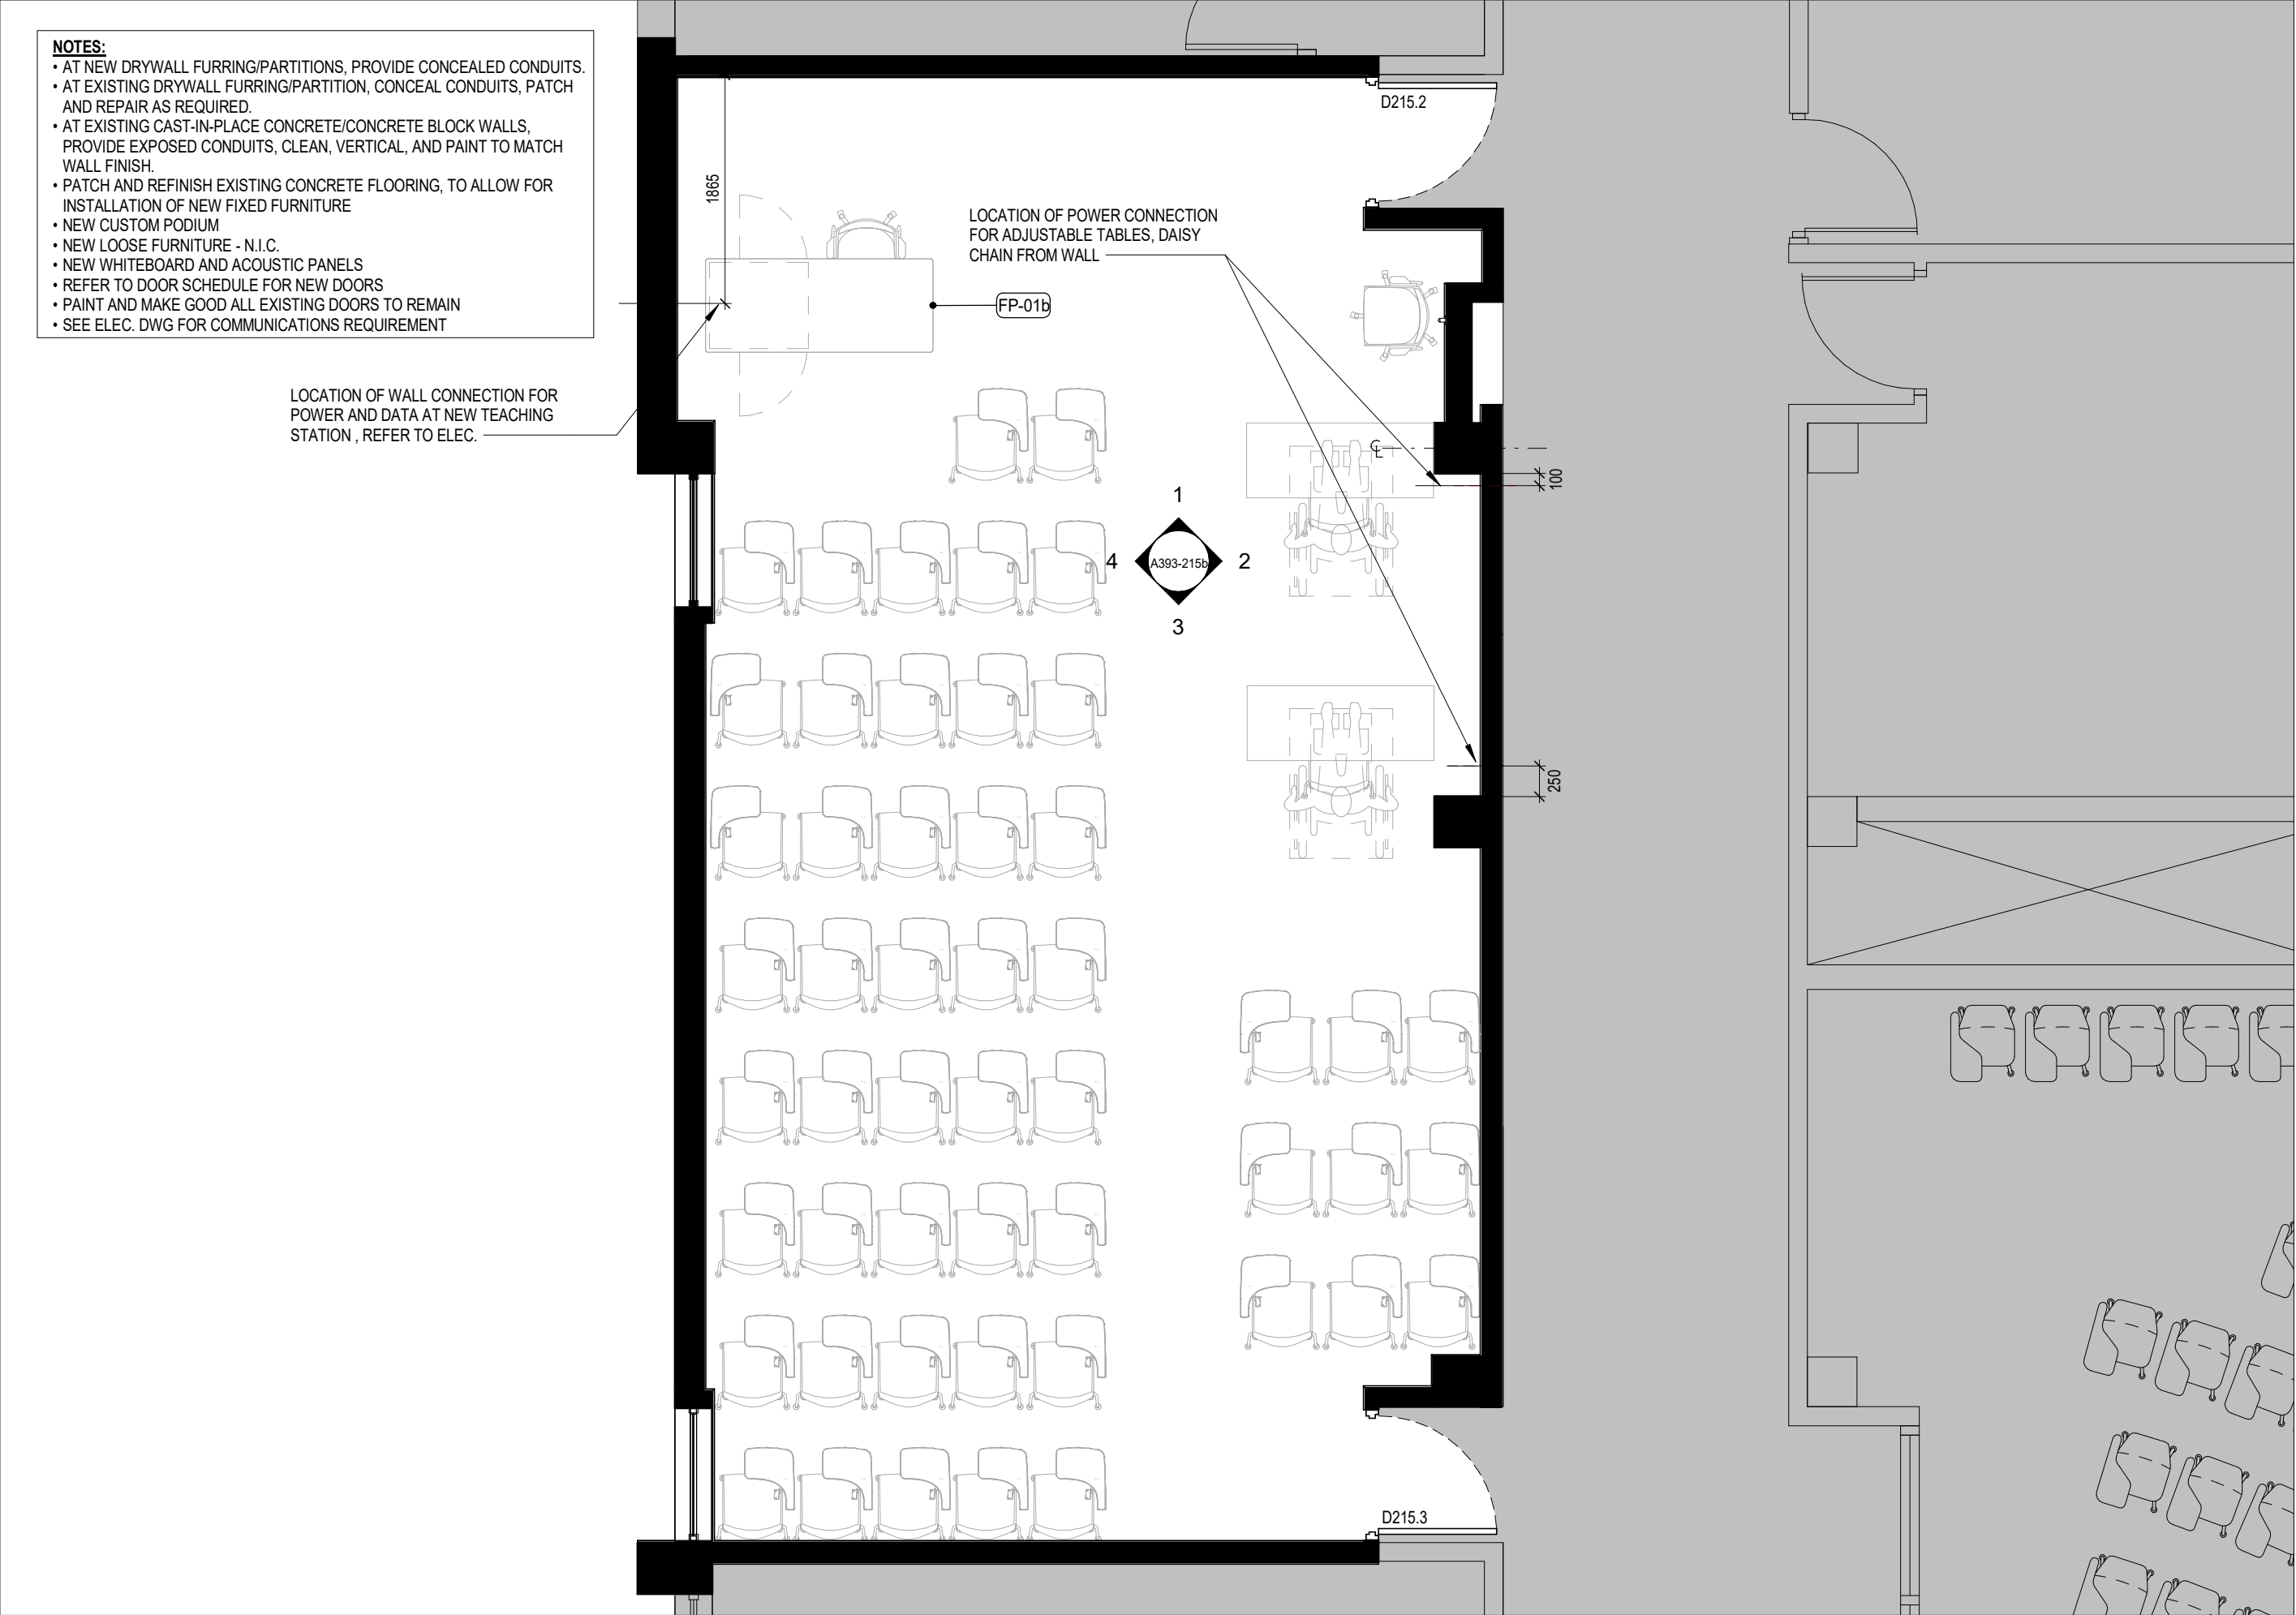 NOTES:
• AT NEW DRYWALL FURRING/PARTITIONS, PROVIDE CONCEALED CONDUITS.
• AT EXISTING DRYWALL FURRING/PARTITION, CONCEAL CONDUITS, PATCH
AND REPAIR AS REQUIRED.
• AT EXISTING CAST-IN-PLACE CONCRETE/CONCRETE BLOCK WALLS,
PROVIDE EXPOSED CONDUITS, CLEAN, VERTICAL, AND PAINT TO MATCH
WALL FINISH.
• PATCH AND REFINISH EXISTING CONCRETE FLOORING, TO ALLOW FOR
INSTALLATION OF NEW FIXED FURNITURE
• NEW CUSTOM PODIUM
• NEW LOOSE FURNITURE - N.I.C.
• NEW WHITEBOARD AND ACOUSTIC PANELS
• REFER TO DOOR SCHEDULE FOR NEW DOORS
• PAINT AND MAKE GOOD ALL EXISTING DOORS TO REMAIN
• SEE ELEC. DWG FOR COMMUNICATIONS REQUIREMENT
D215.2
1865
LOCATION OF POWER CONNECTION
FOR ADJUSTABLE TABLES, DAISY
CHAIN FROM WALL
FP-01b
LOCATION OF WALL CONNECTION FOR
POWER AND DATA AT NEW TEACHING
STATION , REFER TO ELEC.
℄
100
1
4
A393-215b
2
3
250
D215.3